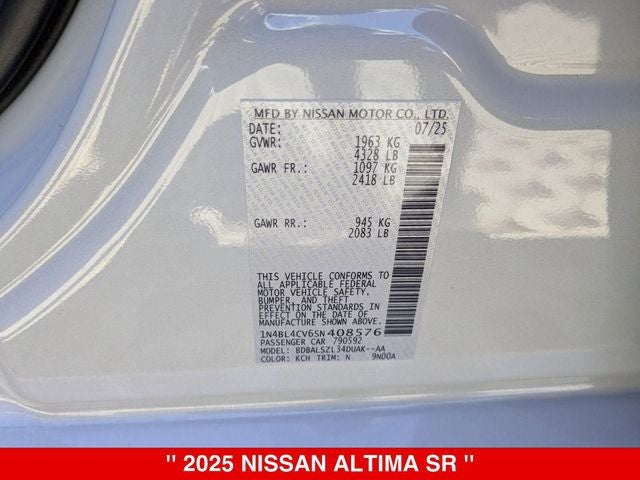 MFD BY NISSAN MOTOR CO., LTD.
DATE: 07/25
GVWR: 1963 KG
4328 LB
GAWR FR.: 1097 KG
2418 LB
GAWR RR.: 945 KG
2083 LB
THIS VEHICLE CONFORMS TO
ALL APPLICABLE FEDERAL
MOTOR VEHICLE SAFETY,
BUMPER, AND THEFT
PREVENTION STANDARDS IN
EFFECT ON THE DATE OF
MANUFACTURE SHOWN ABOVE.
1N4BL4CV6SN408576
PASSENGER CAR 790592
MODEL: BDBALSZL34DUAK--AA
COLOR: KCH TRIM: N 9N00A
" 2025 NISSAN ALTIMA SR "